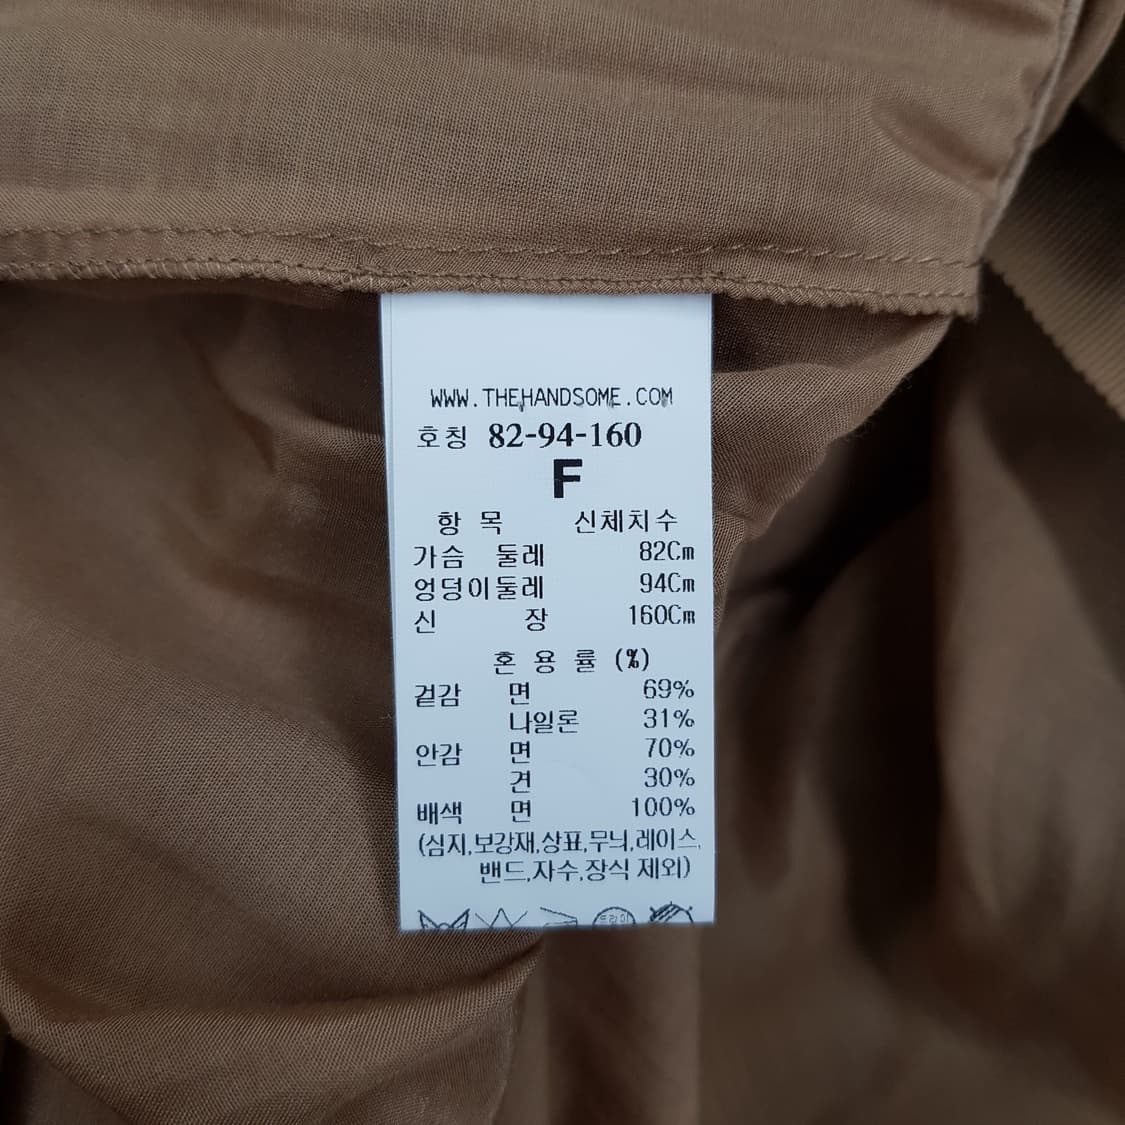 WWW.THEHANDSOME.COM
호칭 82-94-160
F
항 목 신체치수
가슴 둘레 82Cm
엉덩이둘레 94Cm
신 장 160Cm
혼 용 률 (%)
겉감 면 69%
나일론 31%
안감 면 70%
견 30%
배색 면 100%
(심지,보강재,상표,무늬,레이스,
밴드,자수,장식 제외)
드라이